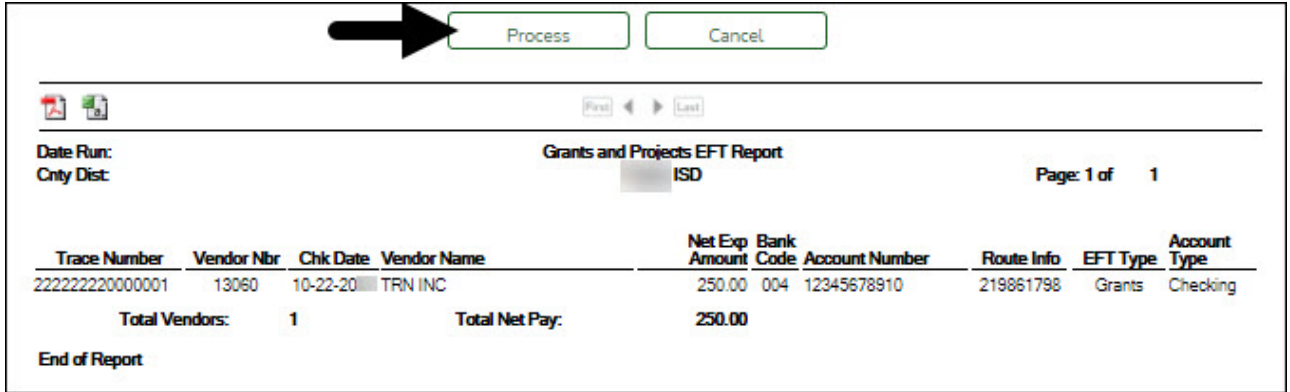 Process Cancel
First Last
Date Run: Grants and Projects EFT Report
Cnty Dist: ISD Page: 1 of 1
Net Exp Bank Account
Trace Number Vendor Nbr Chk Date Vendor Name Amount Code Account Number Route Info EFT Type Type
222222220000001 13060 10-22-20 TRN INC 250.00 004 12345678910 219861798 Grants Checking
Total Vendors: 1 Total Net Pay: 250.00
End of Report